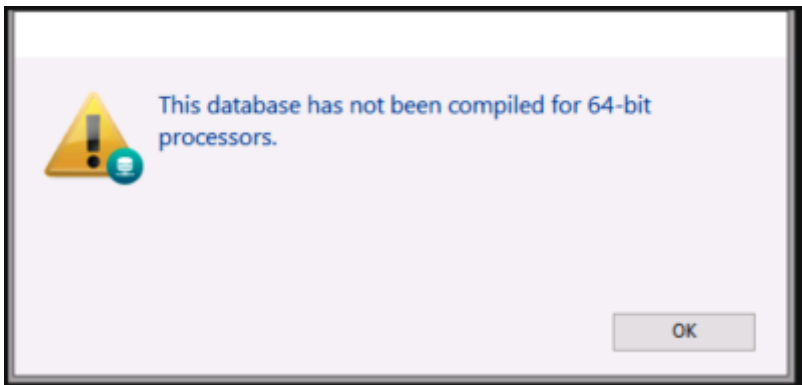 This database has not been compiled for 64-bit
processors.
OK